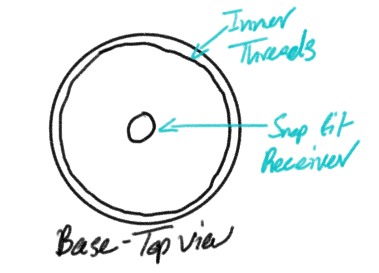 Inner
Threads
Snap fit
Receiver
Base - Top view